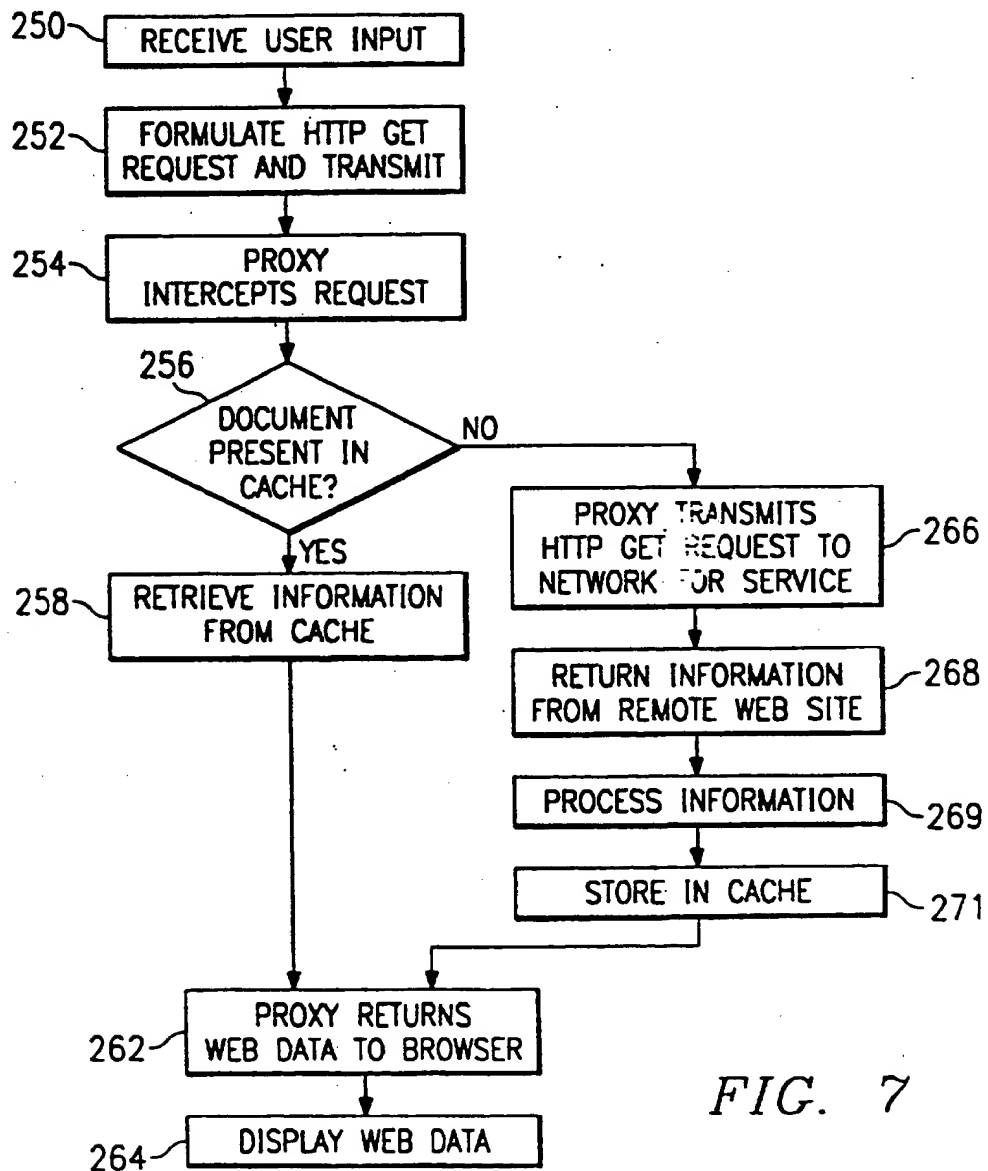 250
RECEIVE USER INPUT
252
FORMULATE HTTP GET
REQUEST AND TRANSMIT
254
PROXY
INTERCEPTS REQUEST
256
DOCUMENT
PRESENT IN
CACHE?
NO
YES
258
RETRIEVE INFORMATION
FROM CACHE
PROXY TRANSMITS
HTTP GET REQUEST TO
NETWORK FOR SERVICE
266
RETURN INFORMATION
FROM REMOTE WEB SITE
268
PROCESS INFORMATION
269
STORE IN CACHE
271
262
PROXY RETURNS
WEB DATA TO BROWSER
264
DISPLAY WEB DATA
FIG. 7